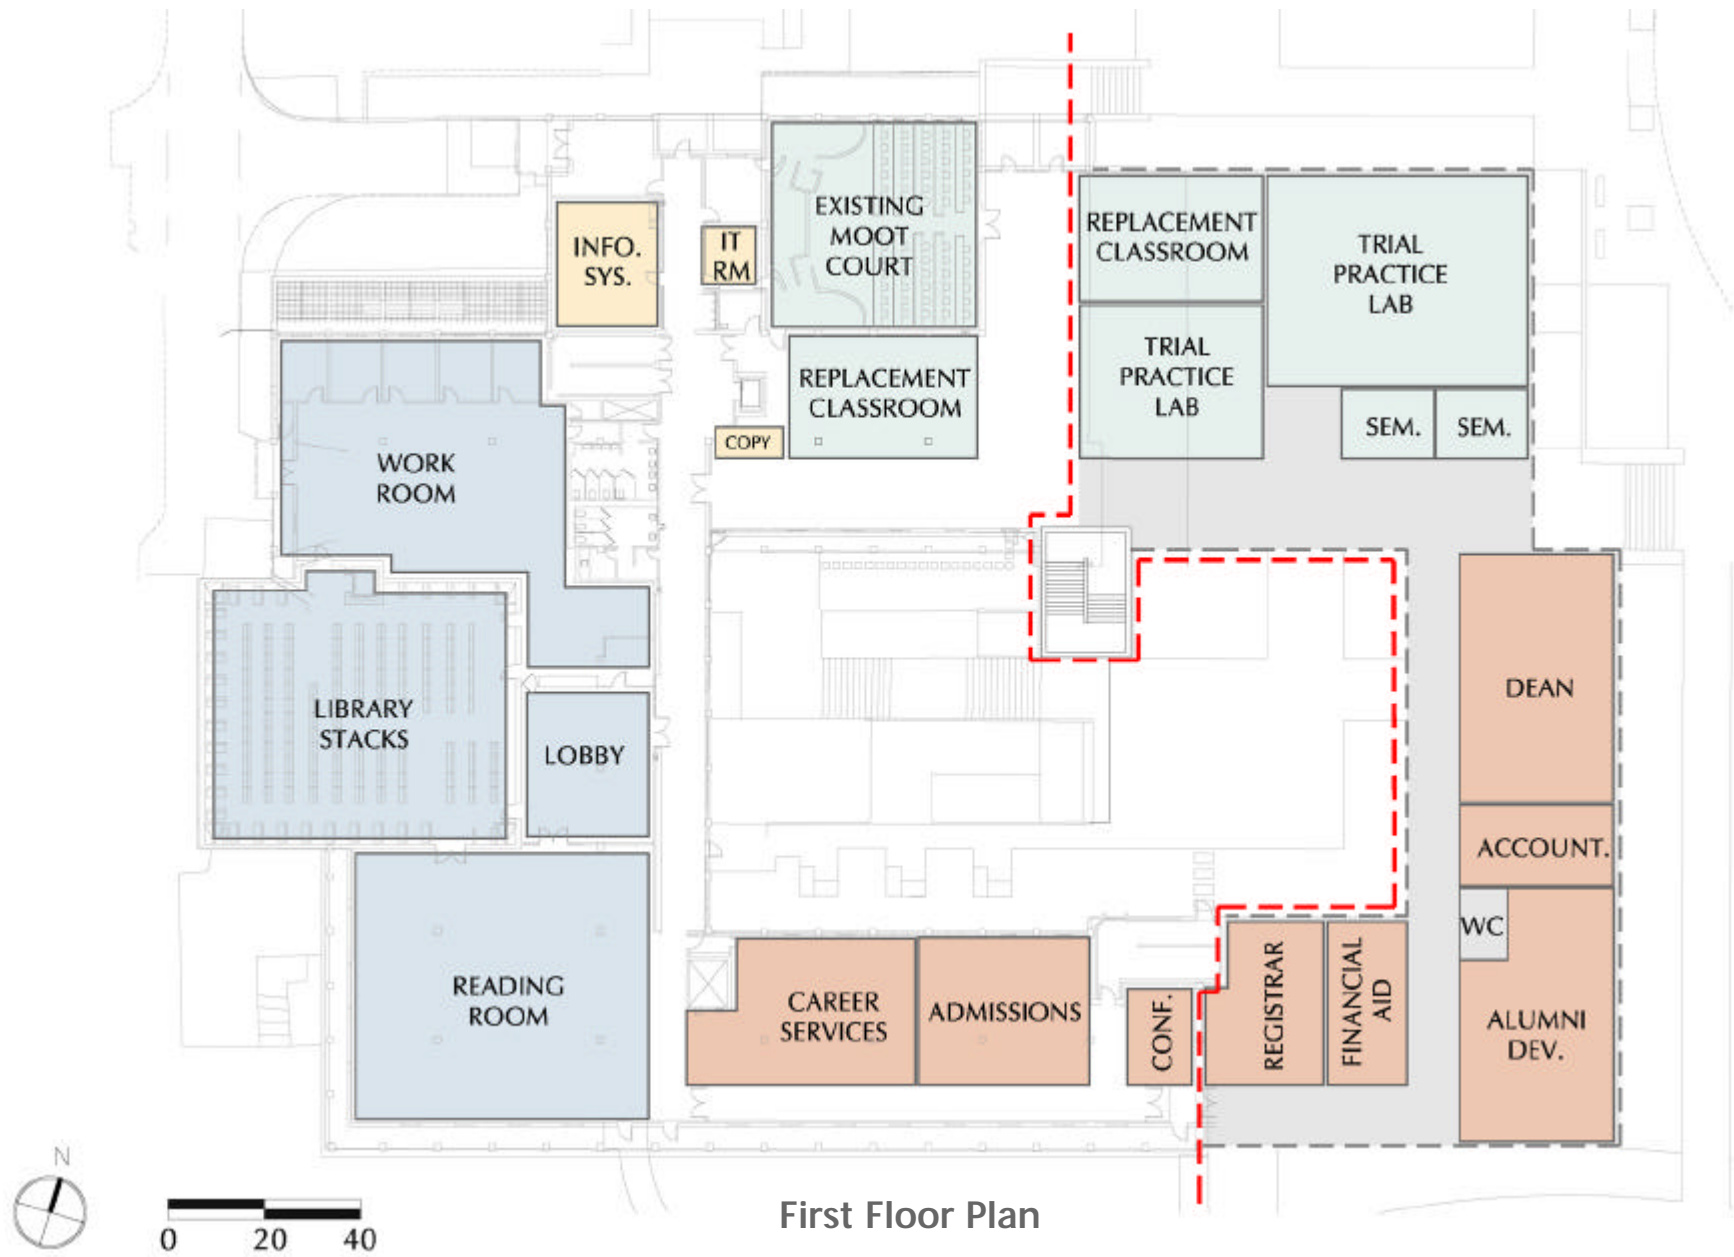 EXISTING
MOOT
COURT
REPLACEMENT
CLASSROOM
TRIAL
PRACTICE
LAB
INFO.
SYS.
IT
RM
TRIAL
PRACTICE
LAB
REPLACEMENT
CLASSROOM
SEM.
SEM.
COPY
WORK
ROOM
DEAN
LIBRARY
STACKS
LOBBY
ACCOUNT.
WC
READING
ROOM
CAREER
SERVICES
ADMISSIONS
CONF.
REGISTRAR
FINANCIAL
AID
ALUMNI
DEV.
N
0 20 40
First Floor Plan